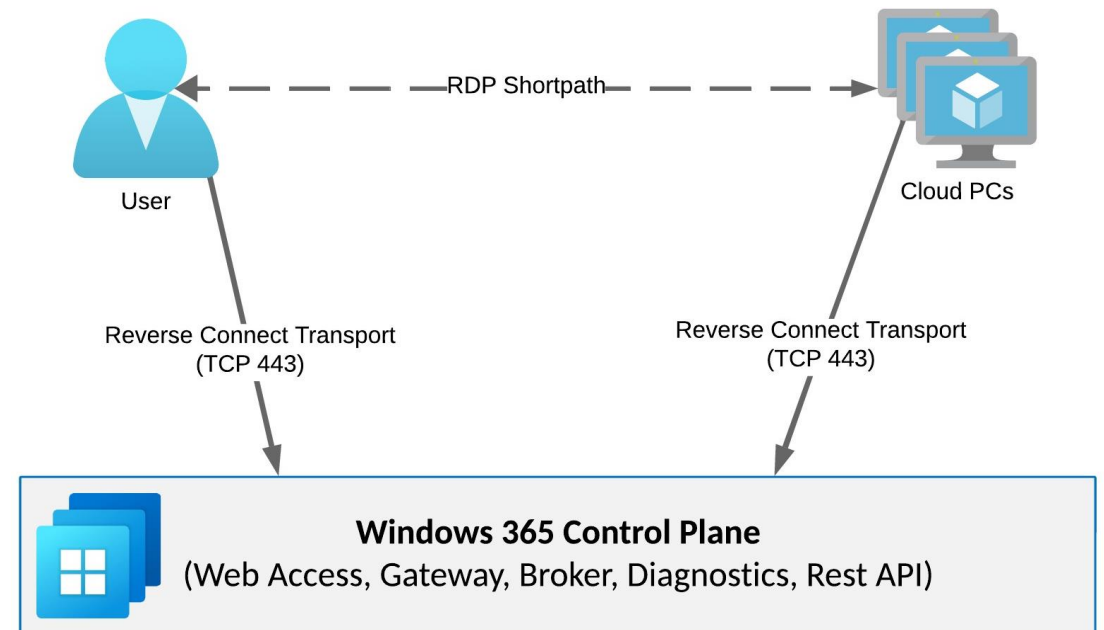 RDP Shortpath
User
Cloud PCs
Reverse Connect Transport
(TCP 443)
Reverse Connect Transport
(TCP 443)
Windows 365 Control Plane
(Web Access, Gateway, Broker, Diagnostics, Rest API)